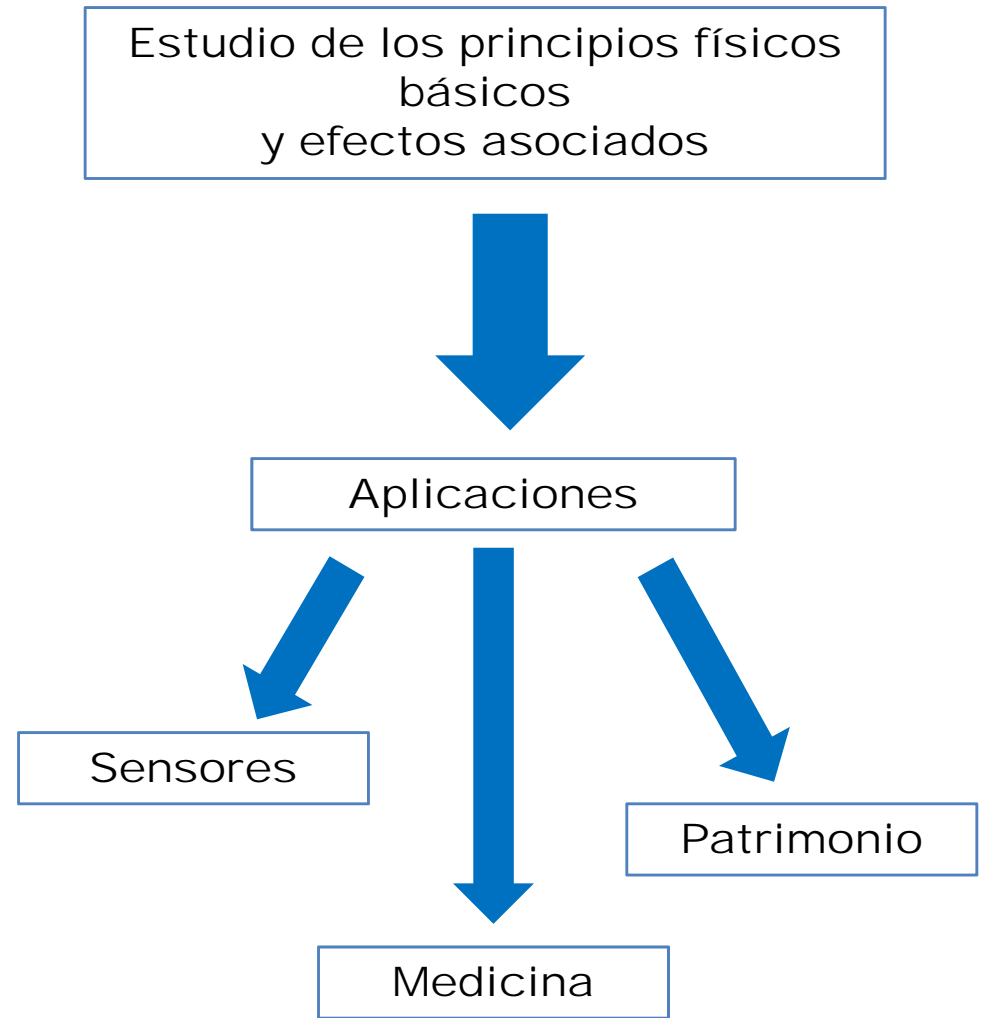 Estudio de los principios físicos
básicos
y efectos asociados
Aplicaciones
Sensores
Patrimonio
Medicina